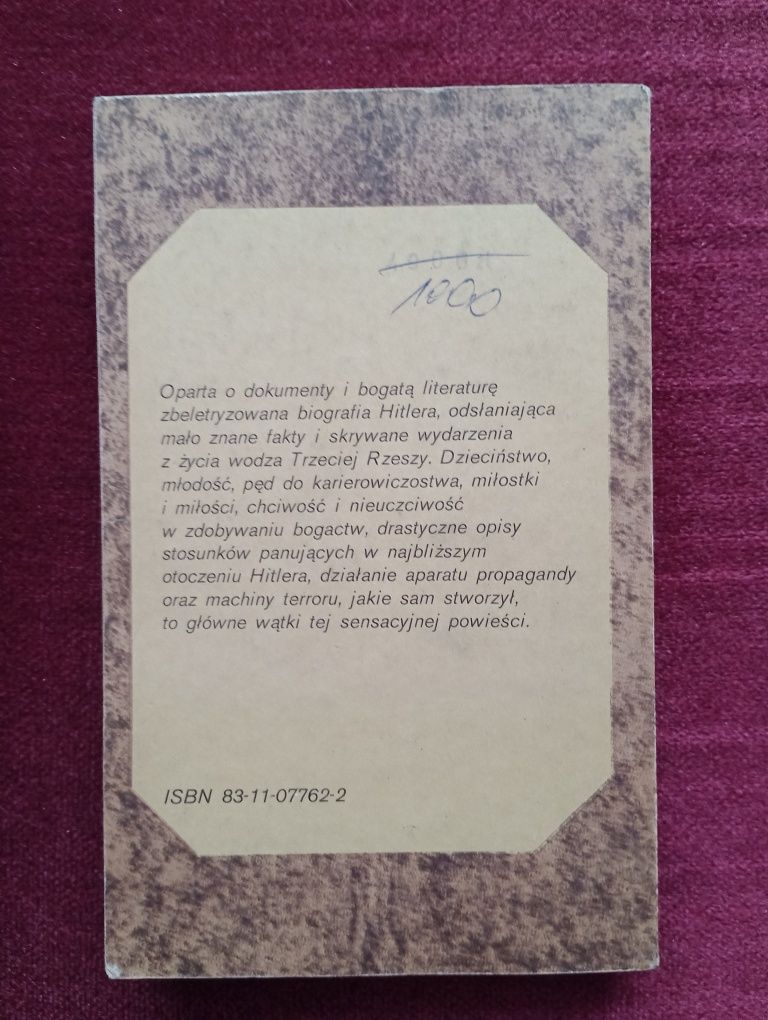 1000
Oparta o dokumenty i bogatą literaturę
zbeletryzowana biografia Hitlera, odsłaniająca
mało znane fakty i skrywane wydarzenia
z życia wodza Trzeciej Rzeszy. Dzieciństwo,
młodość, pęd do karierowiczostwa, miłostki
i miłości, chciwość i nieuczciwość
w zdobywaniu bogactw, drastyczne opisy
stosunków panujących w najbliższym
otoczeniu Hitlera, działanie aparatu propagandy
oraz machiny terroru, jakie sam stworzył,
to główne wątki tej sensacyjnej powieści.
ISBN 83-11-07762-2